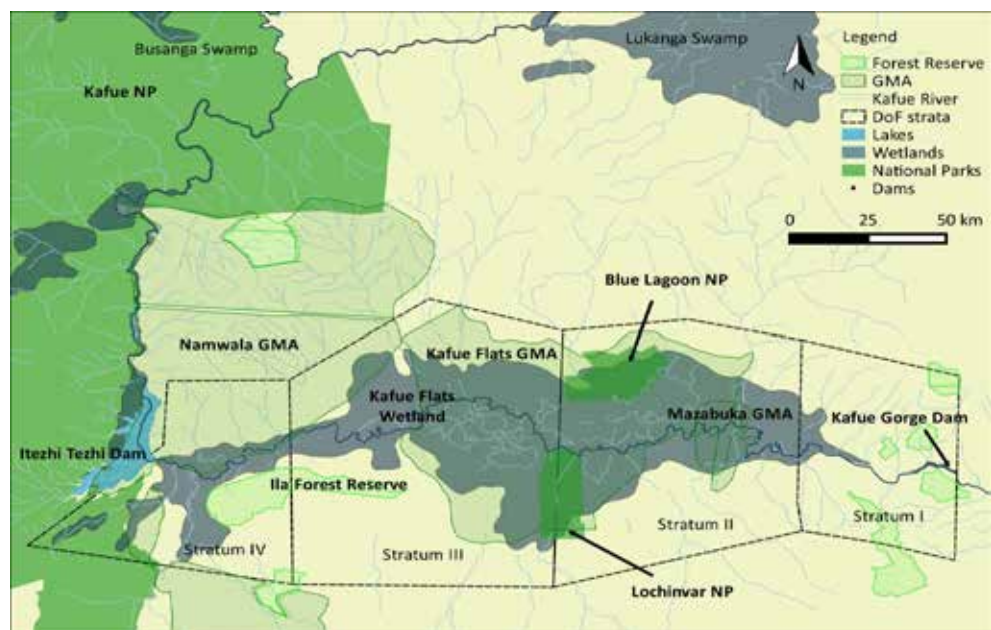 Busanga Swamp
Lukanga Swamp
Kafue NP
N
Legend
Forest Reserve
GMA
Kafue River
DoF strata
Lakes
Wetlands
National Parks
Dams
0 25 50 km
Blue Lagoon NP
Namwala GMA
Kafue Flats GMA
Kafue Flats
Wetland
Mazabuka GMA
Kafue Gorge Dam
Itezhi Tezhi Dam
Ila Forest Reserve
Stratum IV
Stratum III
Stratum II
Stratum I
Lochinvar NP